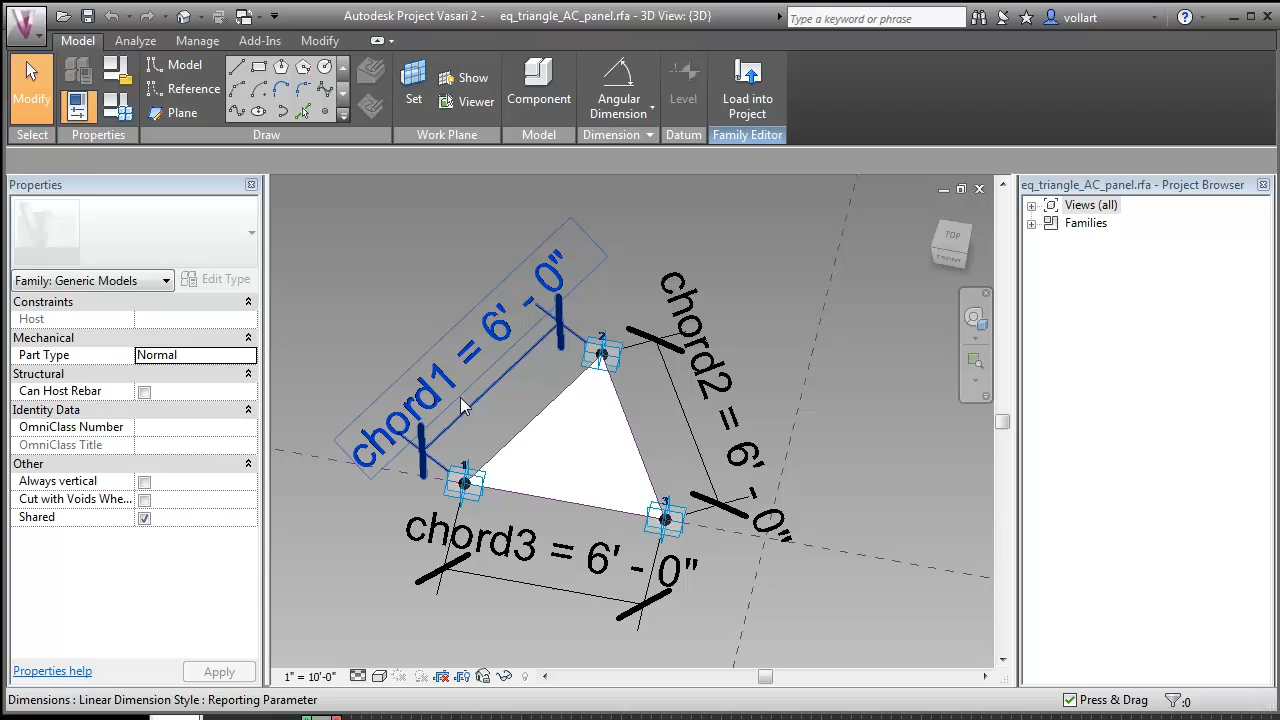 Autodesk Project Vasari 2 - eq_triangle_AC_panel.rfa - 3D View: {3D}
Type a keyword or phrase
vollart
Model Analyze Manage Add-Ins Modify
Modify
Model
Reference
Plane
Set
Show
Viewer
Component
Angular
Dimension
Level
Load into
Project
Select Properties Draw Work Plane Model Dimension Datum Family Editor
Properties
Family: Generic Models
Edit Type
Constraints
Host
Mechanical
Part Type Normal
Structural
Can Host Rebar
Identity Data
OmniClass Number
OmniClass Title
Other
Always vertical
Cut with Voids Whe...
Shared
Properties help
Apply
chord1 = 6' - 0"
chord2 = 6' - 0"
chord3 = 6' - 0"
1
2
3
TOP
eq_triangle_AC_panel.rfa - Project Browser
Views (all)
Families
1" = 10'-0"
Dimensions : Linear Dimension Style : Reporting Parameter
Press & Drag
:0